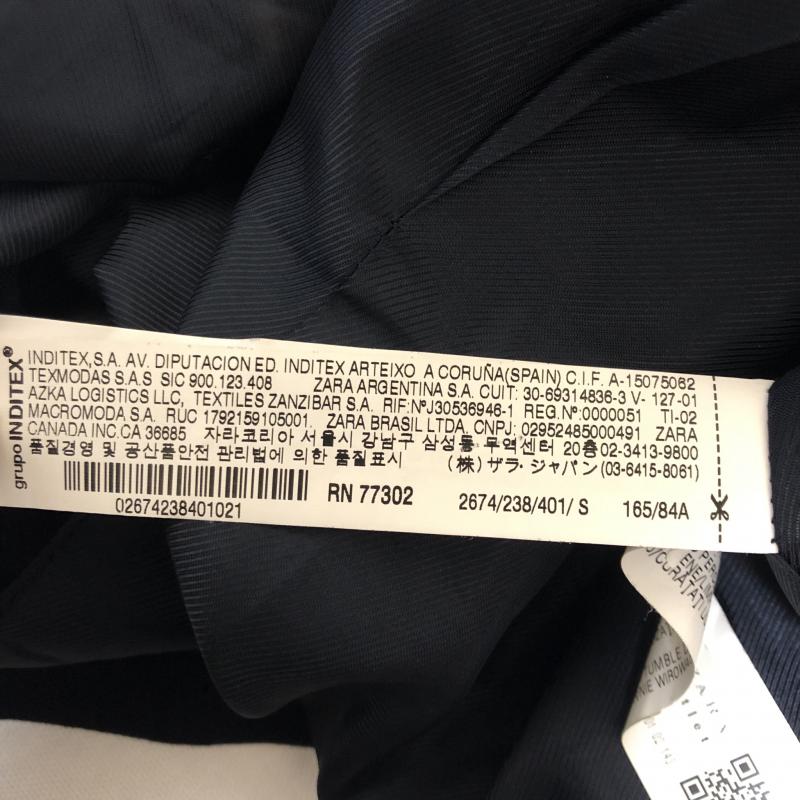 grupo INDITEX®
INDITEX,S.A. AV. DIPUTACION ED. INDITEX ARTEIXO A CORUÑA(SPAIN) C.I.F. A-15075062
TEXMODAS S.A.S SIC 900.123.408 ZARA ARGENTINA S.A. CUIT: 30-69314836-3 V- 127-01
AZKA LOGISTICS LLC, TEXTILES ZANZIBAR S.A. RIF:NºJ30536946-1 REG.Nº0000051 TI-02
MACROMODA S.A. RÚC 1792159105001. ZARA BRASIL LTDA. CNPJ: 02952485000491 ZARA
CANADA INC.CA 36685 자라코리아 서울시 강남구 삼성동 무역센터 20층02-3413-9800
품질경영 및 공산품안전 관리법에 의한 품질표시 (株) ザラ・ジャパン(03-6415-8061)
02674238401021
RN 77302 2674/238/401/ S 165/84A